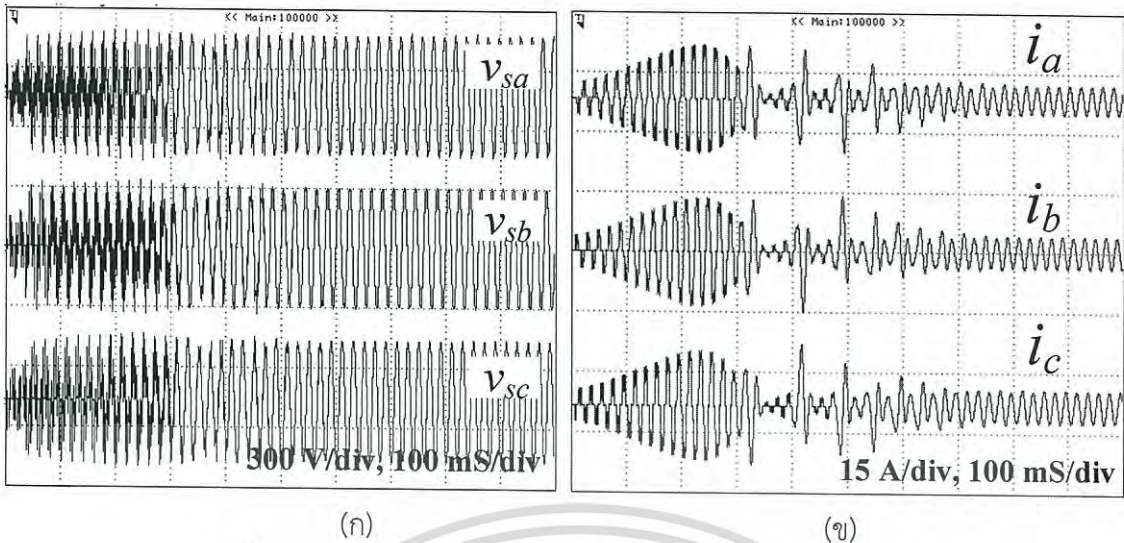 << Main:100000 >>
v_sa
v_sb
v_sc
300 V/div, 100 mS/div
(ก)
<< Main:100000 >>
i_a
i_b
i_c
15 A/div, 100 mS/div
(ข)